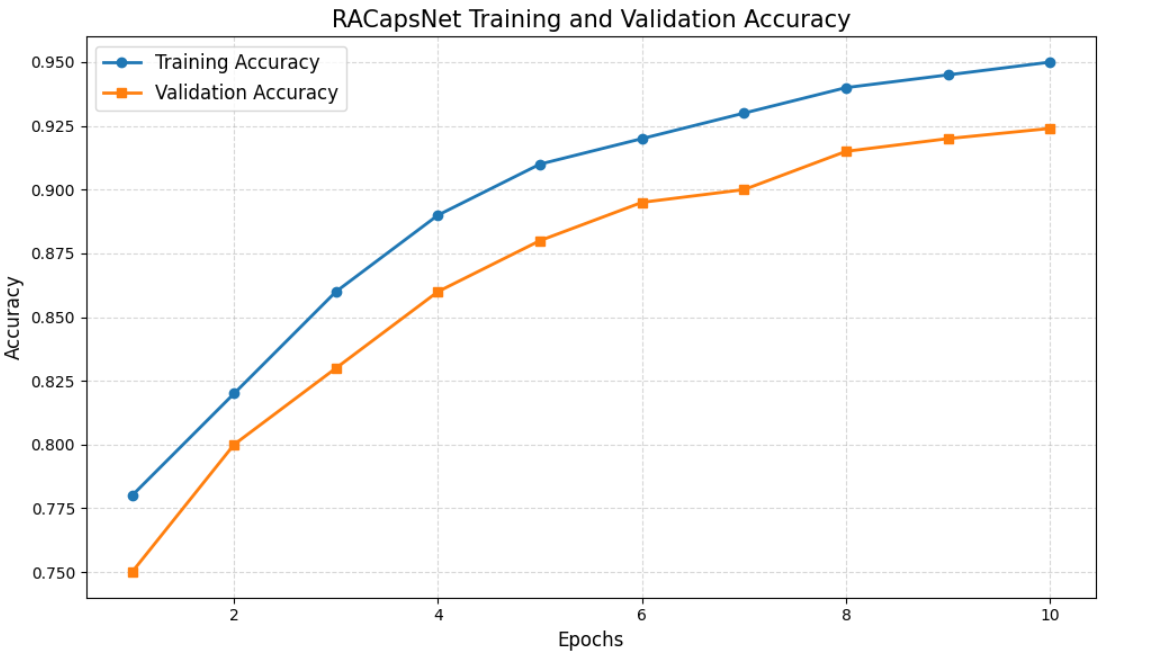 RACapsNet Training and Validation Accuracy
Training Accuracy
Validation Accuracy
0.950
0.925
0.900
0.875
0.850
0.825
0.800
0.775
0.750
Accuracy
2 4 6 8 10
Epochs